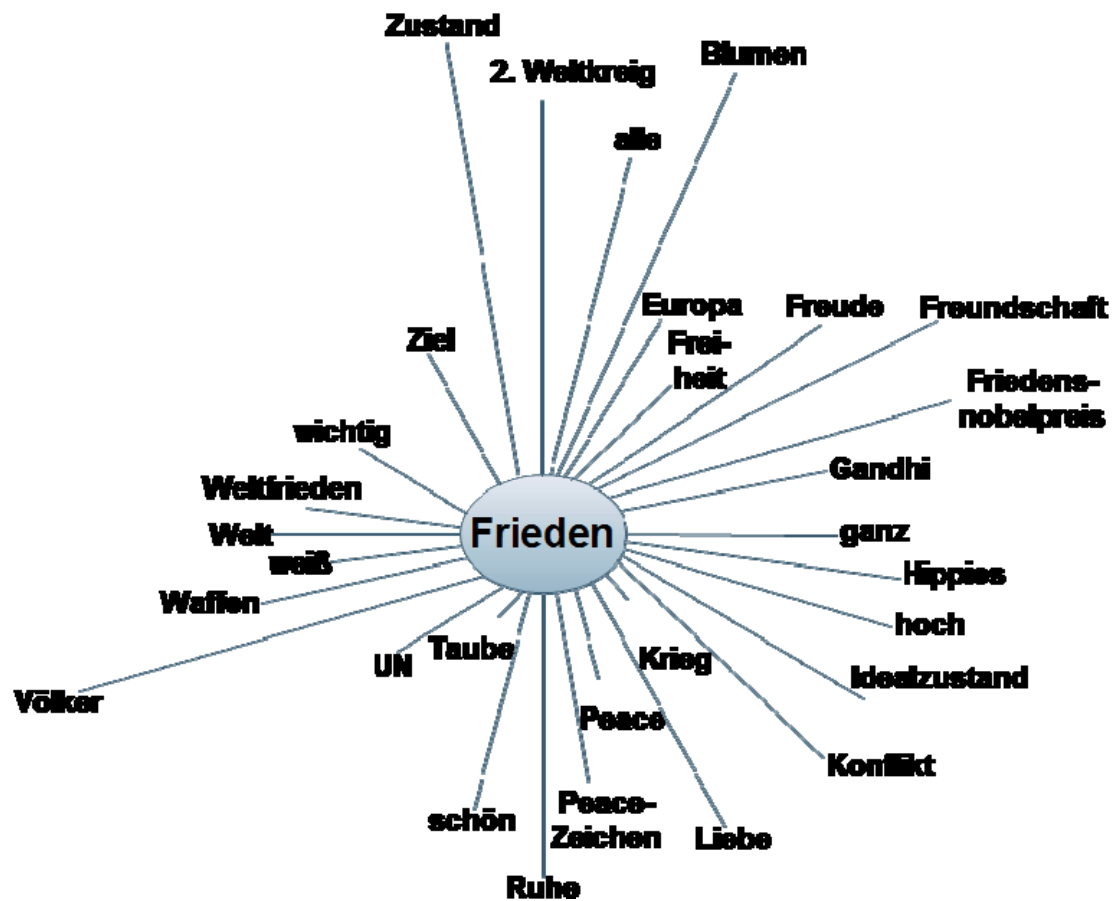 Zustand
2. Weltkreig
Blumen
alle
Europa
Freude
Freundschaft
Frei-
heit
Ziel
Friedens-
nobelpreis
wichtig
Gandhi
Weltfrieden
Welt
Frieden
ganz
weiß
Hippies
Waffen
hoch
UN
Taube
Krieg
Idealzustand
Völker
Peace
Konflikt
schön
Peace-
Zeichen
Liebe
Ruhe